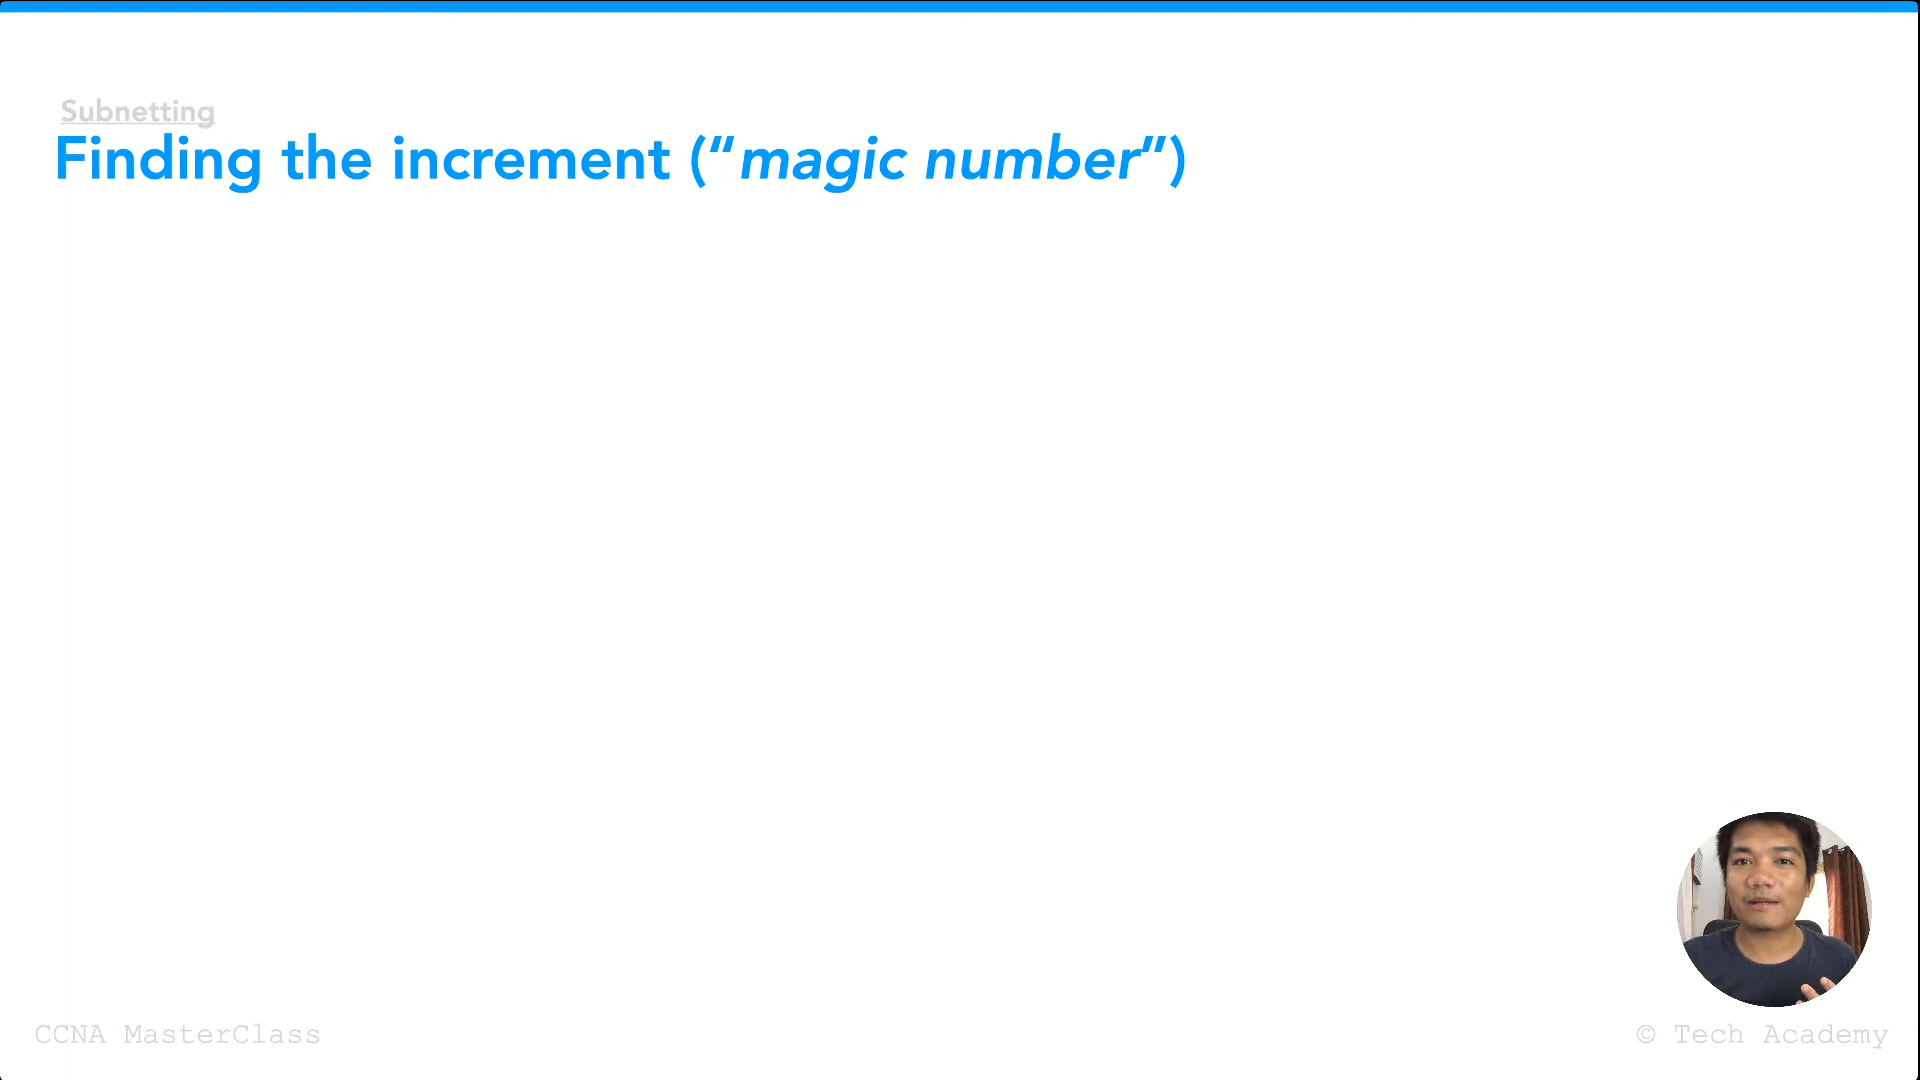 Subnetting
Finding the increment (“magic number”)
CCNA MasterClass
© Tech Academy